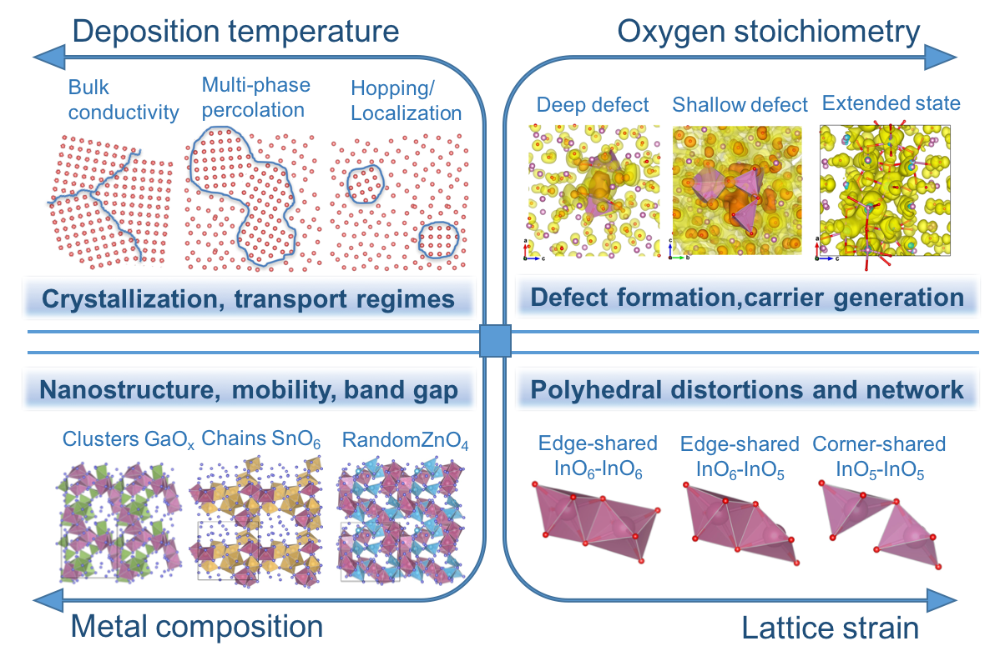 Deposition temperature
Bulk
conductivity
Multi-phase
percolation
Hopping/
Localization
Crystallization, transport regimes
Oxygen stoichiometry
Deep defect
Shallow defect
Extended state
a
b c
c
a b
a
b c
Defect formation,carrier generation
Nanostructure, mobility, band gap
Clusters GaOₓ
Chains SnO₆
RandomZnO₄
Metal composition
Polyhedral distortions and network
Edge-shared
InO₆-InO₆
Edge-shared
InO₆-InO₅
Corner-shared
InO₅-InO₅
Lattice strain